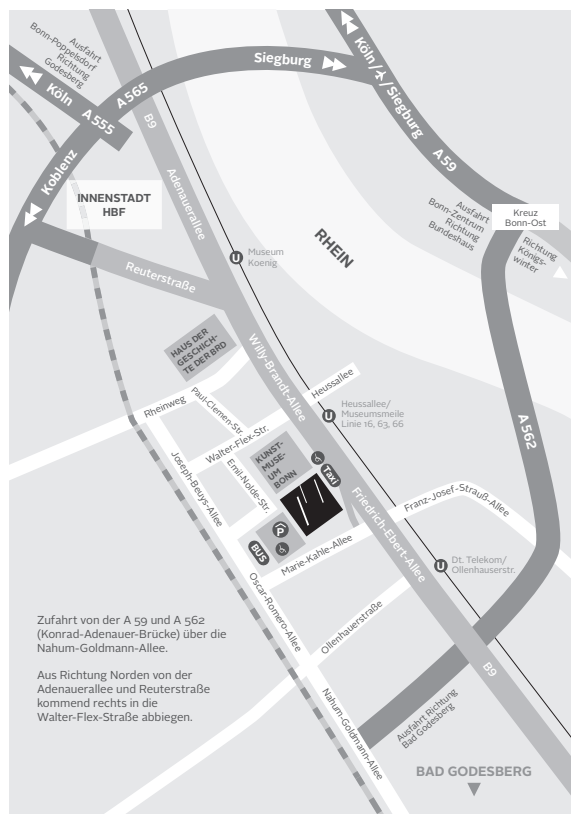 Ausfahrt
Bonn-Poppelsdorf
Richtung
Godesberg
Köln
A 555
A 565
Koblenz
Siegburg
Köln/
/Siegburg
A 59
B9
Adenauerallee
INNENSTADT
HBF
Ausfahrt
Bonn-Zentrum
Richtung
Bundeshaus
Kreuz
Bonn-Ost
Richtung
Königs-
winter
RHEIN
U
Museum
Koenig
Reuterstraße
HAUS DER
GESCHICH-
TE DER BRD
Willy-Brandt-Allee
Heussallee
Rheinweg
Paul-Clemen-Str.
U
Heussallee/
Museumsmeile
Linie 16, 63, 66
A 562
Walter-Flex-Str.
Joseph-Beuys-Allee
Emil-Nolde-Str.
KUNST-
MUSE-
UM
BONN
Taxi
Friedrich-Ebert-Allee
Franz-Josef-Strauß-Allee
P
BUS
Marie-Kahle-Allee
U
Dt. Telekom/
Ollenhauerstr.
Oscar-Romero-Allee
Ollenhauerstraße
Zufahrt von der A 59 und A 562
(Konrad-Adenauer-Brücke) über die
Nahum-Goldmann-Allee.
Aus Richtung Norden von der
Adenauerallee und Reuterstraße
kommend rechts in die
Walter-Flex-Straße abbiegen.
B9
Nahum-Goldmann-Allee
Ausfahrt Richtung
Bad Godesberg
BAD GODESBERG